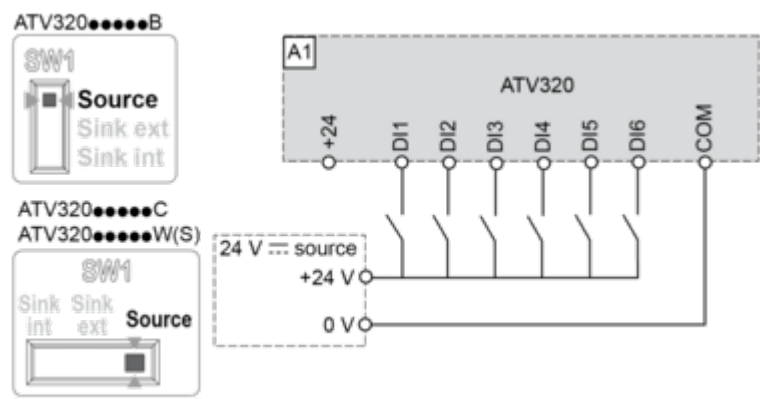 ATV320●●●●●B
SW1
Source
Sink ext
Sink int
ATV320●●●●●C
ATV320●●●●●W(S)
SW1
Sink int
Sink ext
Source
A1
ATV320
+24
DI1
DI2
DI3
DI4
DI5
DI6
COM
24 V ⎓ source
+24 V
0 V